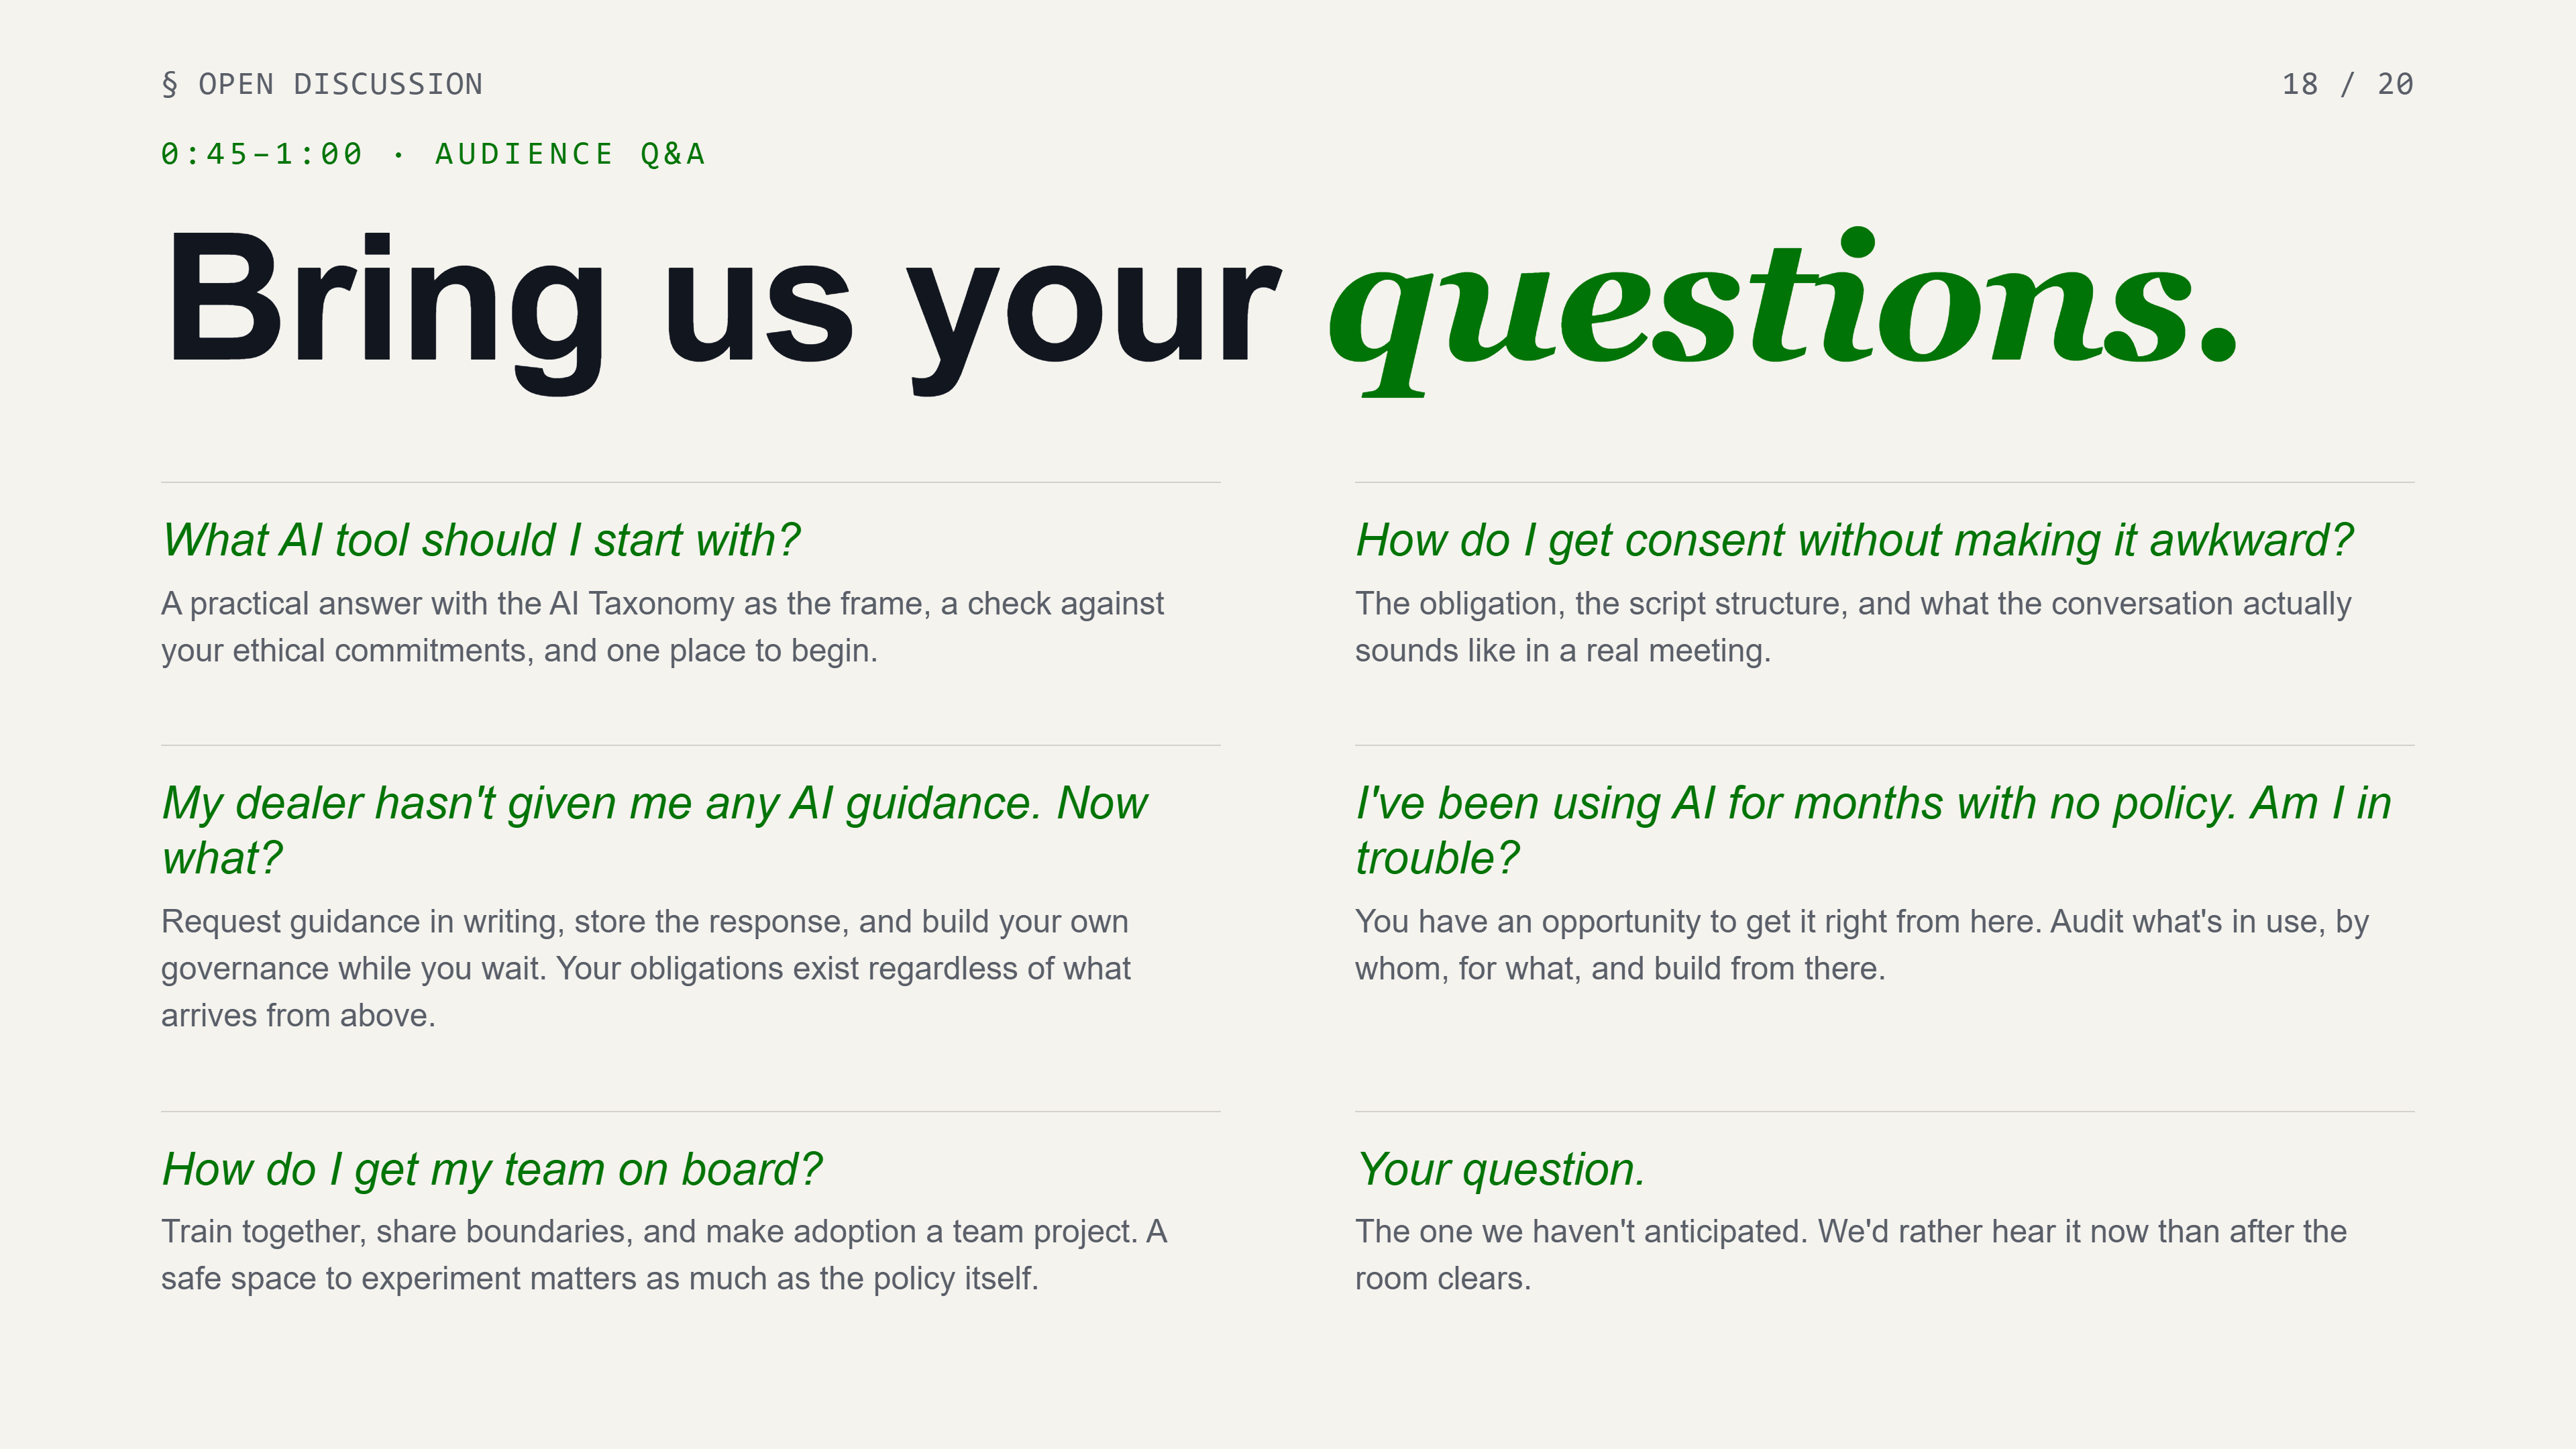 § OPEN DISCUSSION
18 / 20
0:45–1:00 · AUDIENCE Q&A
Bring us your questions.
What AI tool should I start with?
A practical answer with the AI Taxonomy as the frame, a check against
your ethical commitments, and one place to begin.
How do I get consent without making it awkward?
The obligation, the script structure, and what the conversation actually
sounds like in a real meeting.
My dealer hasn't given me any AI guidance. Now
what?
Request guidance in writing, store the response, and build your own
governance while you wait. Your obligations exist regardless of what
arrives from above.
I've been using AI for months with no policy. Am I in
trouble?
You have an opportunity to get it right from here. Audit what's in use, by
whom, for what, and build from there.
How do I get my team on board?
Train together, share boundaries, and make adoption a team project. A
safe space to experiment matters as much as the policy itself.
Your question.
The one we haven't anticipated. We'd rather hear it now than after the
room clears.